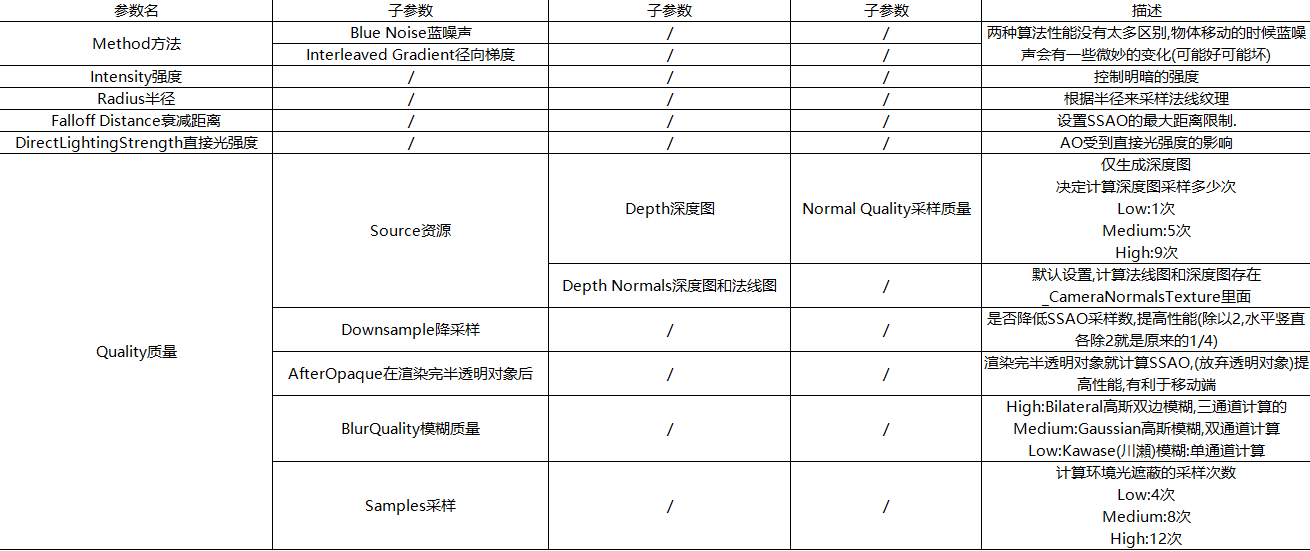 参数名 子参数 子参数 子参数 描述
Method方法 Blue Noise蓝噪声 / / 两种算法性能没有太多区别,物体移动的时候蓝噪
Interleaved Gradient径向梯度 / / 声会有一些微妙的变化(可能好可能坏)
Intensity强度 / / / 控制明暗的强度
Radius半径 / / / 根据半径来采样法线纹理
Falloff Distance衰减距离 / / / 设置SSAO的最大距离限制.
DirectLightingStrength直接光强度 / / / AO受到直接光强度的影响
Quality质量 Source资源 Depth深度图 Normal Quality采样质量 仅生成深度图
决定计算深度图采样多少次
Low:1次
Medium:5次
High:9次
Depth Normals深度图和法线图 / 默认设置,计算法线图和深度图存在
_CameraNormalsTexture里面
Downsample降采样 / / 是否降低SSAO采样数,提高性能(除以2,水平竖直
各除2就是原来的1/4)
AfterOpaque在渲染完半透明对象后 / / 渲染完半透明对象就计算SSAO,(放弃透明对象)提
高性能,有利于移动端
BlurQuality模糊质量 / / High:Bilateral高斯双边模糊,三通道计算的
Medium:Gaussian高斯模糊,双通道计算
Low:Kawase(川瀬)模糊:单通道计算
Samples采样 / / 计算环境光遮蔽的采样次数
Low:4次
Medium:8次
High:12次